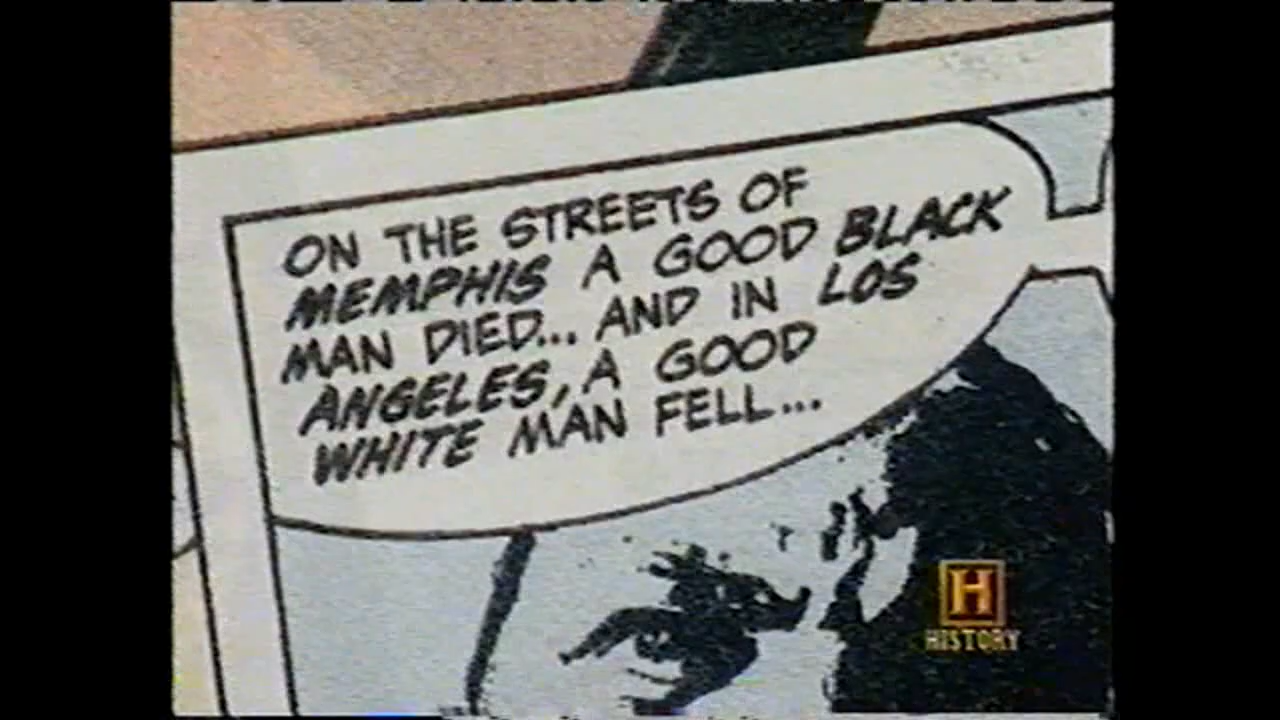 ON THE STREETS OF
MEMPHIS A GOOD BLACK
MAN DIED... AND IN LOS
ANGELES, A GOOD
WHITE MAN FELL...
H
HISTORY